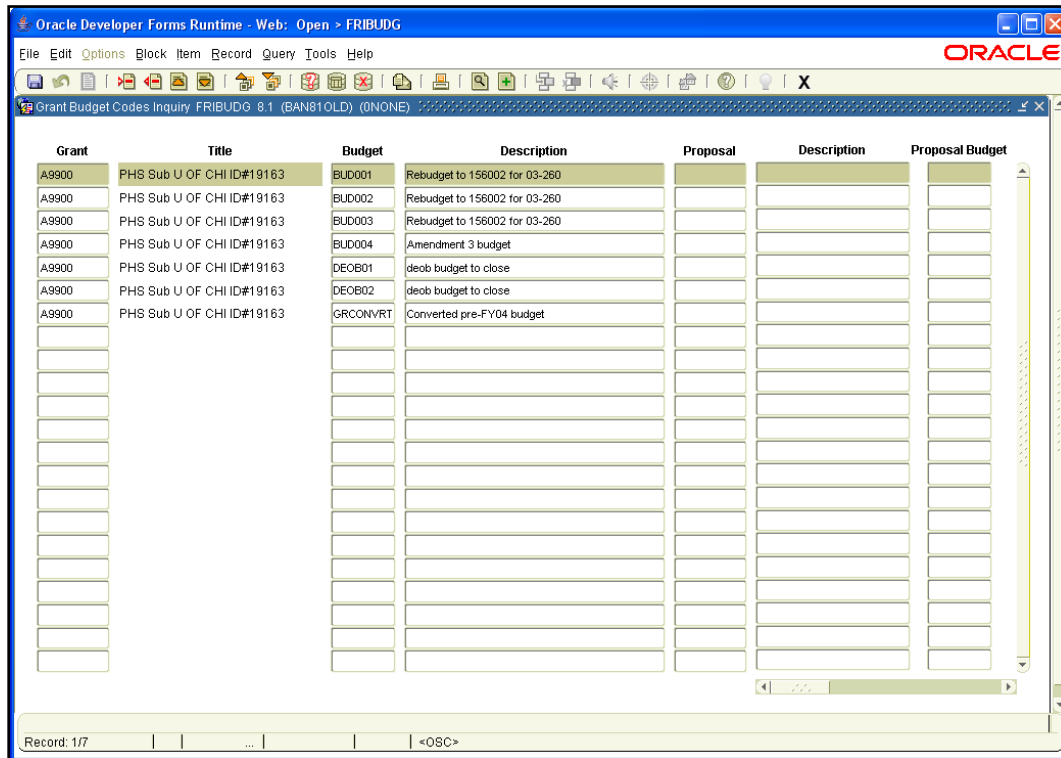 Oracle Developer Forms Runtime - Web: Open > FRIBUDG
File Edit Options Block Item Record Query Tools Help
ORACLE
X
Grant Budget Codes Inquiry FRIBUDG 8.1 (BAN81OLD) (0NONE)
Grant Title Budget Description Proposal Description Proposal Budget
A9900 PHS Sub U OF CHI ID#19163 BUD001 Rebudget to 156002 for 03-260
A9900 PHS Sub U OF CHI ID#19163 BUD002 Rebudget to 156002 for 03-260
A9900 PHS Sub U OF CHI ID#19163 BUD003 Rebudget to 156002 for 03-260
A9900 PHS Sub U OF CHI ID#19163 BUD004 Amendment 3 budget
A9900 PHS Sub U OF CHI ID#19163 DEOB01 deob budget to close
A9900 PHS Sub U OF CHI ID#19163 DEOB02 deob budget to close
A9900 PHS Sub U OF CHI ID#19163 GRCONVRT Converted pre-FY04 budget
Record: 1/7 ... <OSC>